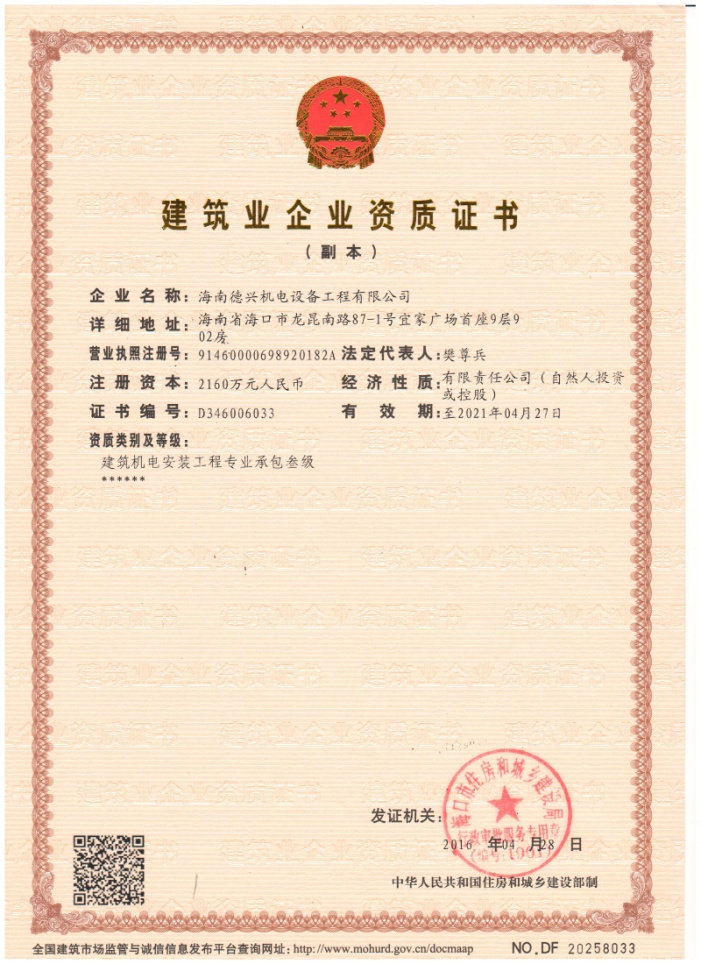 建筑业企业资质证书
（副本）
企业名称：海南德兴机电设备工程有限公司
详细地址：海南省海口市龙昆南路87-1号宜家广场首座9层9
02房
营业执照注册号：91460000698920182A 法定代表人：樊尊兵
注册资本：2160万元人民币 经济性质：有限责任公司（自然人投资
或控股）
证书编号：D346006033 有效期：至2021年04月27日
资质类别及等级：
建筑机电安装工程专业承包叁级
******
海口市住房和城乡建设局
行政审批服务专用章
发证机关：
2016 年04 月28 日
中华人民共和国住房和城乡建设部制
全国建筑市场监管与诚信信息发布平台查询网址：http://www.mohurd.gov.cn/docmaap NO.DF 20258033